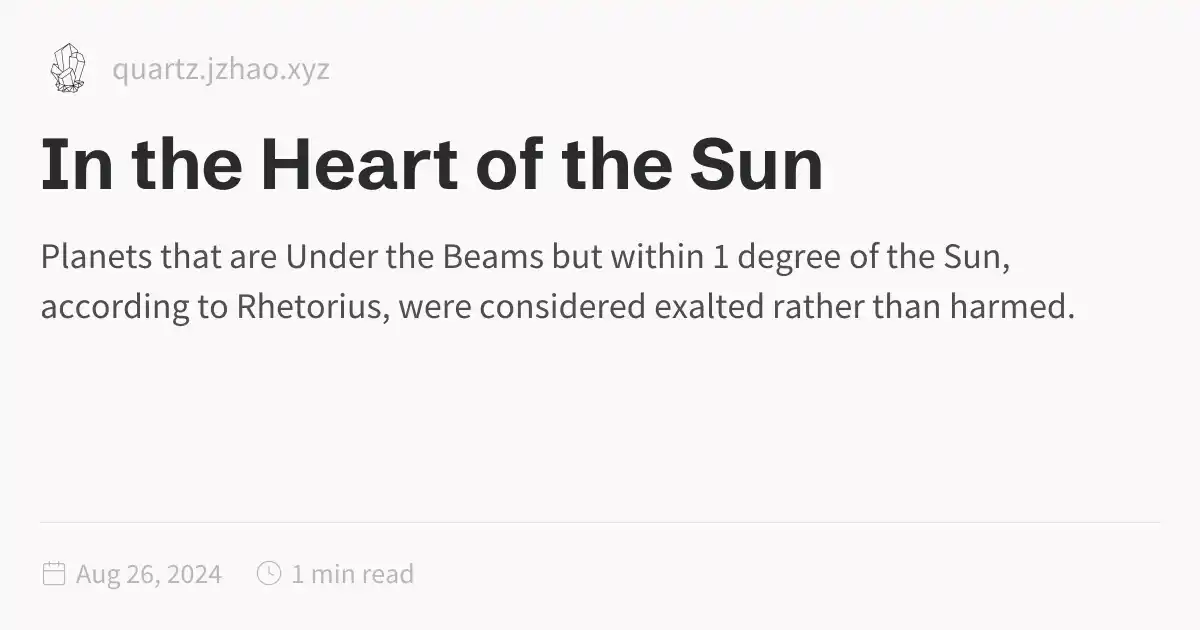 quartz.jzhao.xyz
In the Heart of the Sun
Planets that are Under the Beams but within 1 degree of the Sun,
according to Rhetorius, were considered exalted rather than harmed.
Aug 26, 2024 1 min read